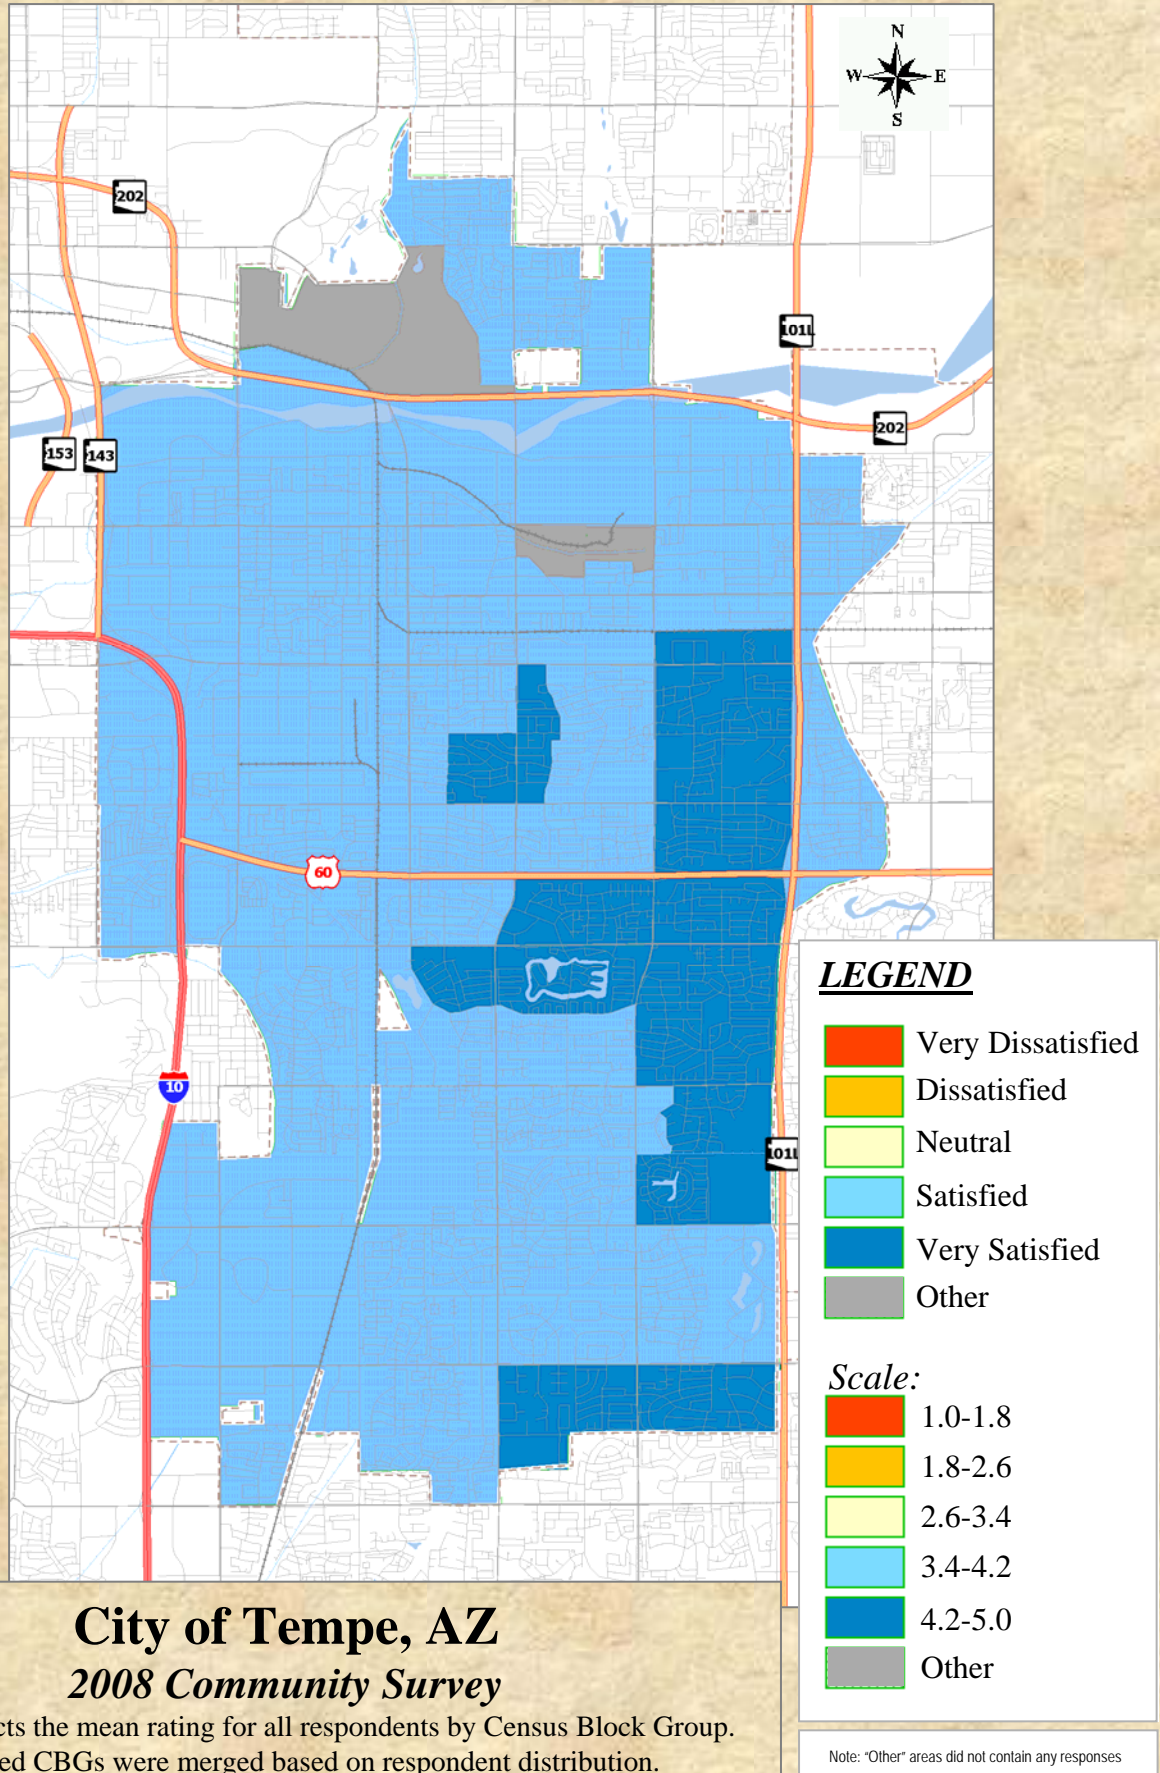 N
W E
S
202
101L
202
153
143
60
10
101L
LEGEND
Very Dissatisfied
Dissatisfied
Neutral
Satisfied
Very Satisfied
Other
Scale:
1.0-1.8
1.8-2.6
2.6-3.4
3.4-4.2
4.2-5.0
Other
City of Tempe, AZ
2008 Community Survey
the mean rating for all respondents by Census Block Group.
CBGs were merged based on respondent distribution.
Note: “Other” areas did not contain any responses